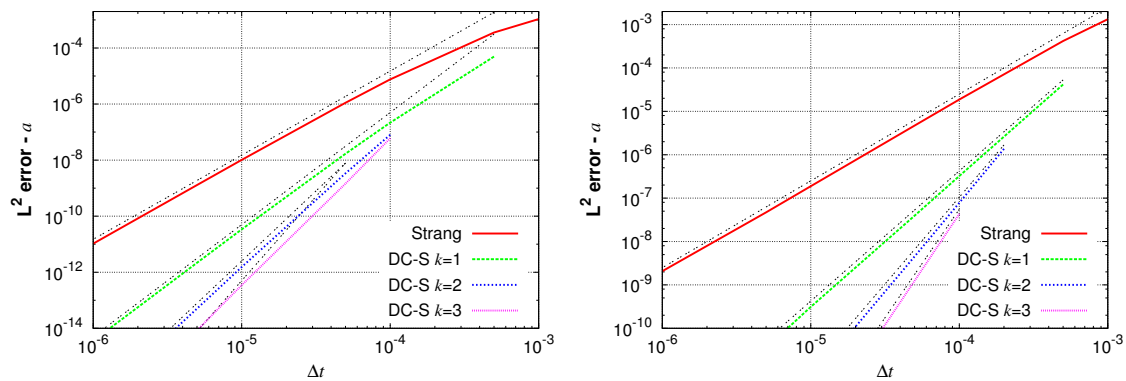 L² error - a
10⁻⁴
10⁻⁶
10⁻⁸
10⁻¹⁰
10⁻¹²
10⁻¹⁴
10⁻⁶
10⁻⁵
10⁻⁴
10⁻³
Δt
Strang
DC-S k=1
DC-S k=2
DC-S k=3
L² error - a
10⁻²
10⁻³
10⁻⁴
10⁻⁵
10⁻⁶
10⁻⁷
10⁻⁸
10⁻⁹
10⁻¹⁰
10⁻⁶
10⁻⁵
10⁻⁴
10⁻³
Δt
Strang
DC-S k=1
DC-S k=2
DC-S k=3